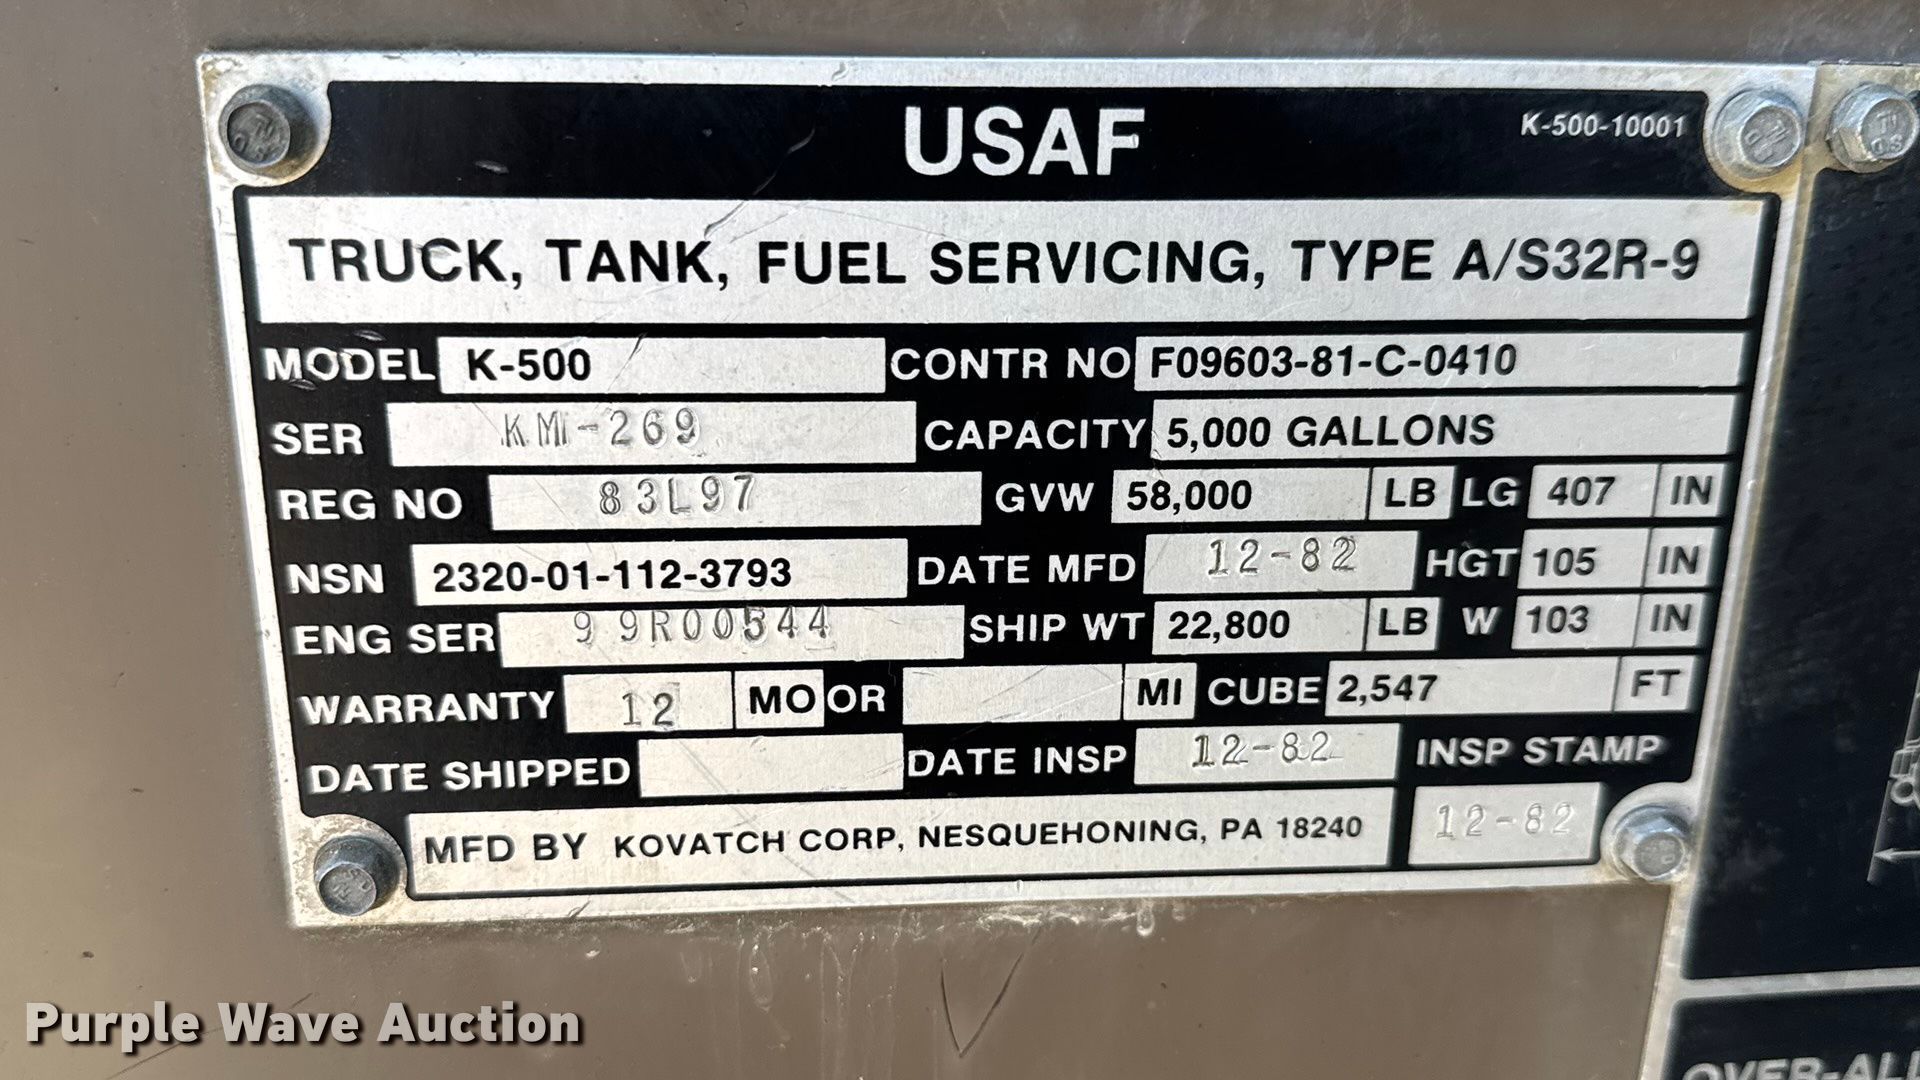 USAF
K-500-10001
TRUCK, TANK, FUEL SERVICING, TYPE A/S32R-9
MODEL K-500 CONTR NO F09603-81-C-0410
SER KM-269 CAPACITY 5,000 GALLONS
REG NO 83L97 GVW 58,000 LB LG 407 IN
NSN 2320-01-112-3793 DATE MFD 12-82 HGT 105 IN
ENG SER 99R00544 SHIP WT 22,800 LB W 103 IN
WARRANTY 12 MO OR MI CUBE 2,547 FT
DATE SHIPPED DATE INSP 12-82 INSP STAMP
MFD BY KOVATCH CORP, NESQUEHONING, PA 18240 12-82
OVER-ALL
Purple Wave Auction